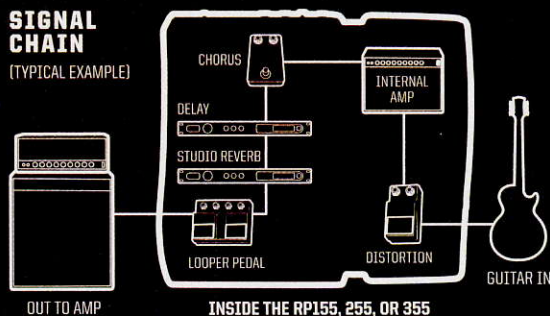 SIGNAL
CHAIN
(TYPICAL EXAMPLE)
CHORUS
INTERNAL
AMP
DELAY
STUDIO REVERB
LOOPER PEDAL
DISTORTION
GUITAR IN
OUT TO AMP
INSIDE THE RP155, 255, OR 355